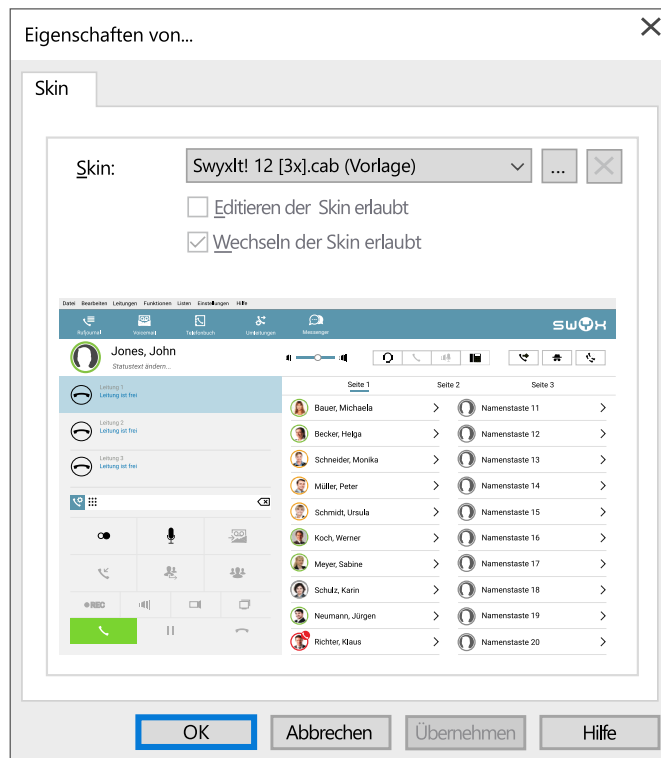 Eigenschaften von...
Skin
Skin:
SwyxIt! 12 [3x].cab (Vorlage)
...
Editieren der Skin erlaubt
Wechseln der Skin erlaubt
Datei Bearbeiten Leitungen Funktionen Listen Einstellungen Hilfe
Rufjournal Voicemail Telefonbuch Umleitungen Messenger
swyx
Jones, John
Statustext ändern...
Leitung 1
Leitung ist frei
Leitung 2
Leitung ist frei
Leitung 3
Leitung ist frei
REC
Seite 1 Seite 2 Seite 3
Bauer, Michaela Namenstaste 11
Becker, Helga Namenstaste 12
Schneider, Monika Namenstaste 13
Müller, Peter Namenstaste 14
Schmidt, Ursula Namenstaste 15
Koch, Werner Namenstaste 16
Meyer, Sabine Namenstaste 17
Schulz, Karin Namenstaste 18
Neumann, Jürgen Namenstaste 19
Richter, Klaus Namenstaste 20
OK Abbrechen Übernehmen Hilfe